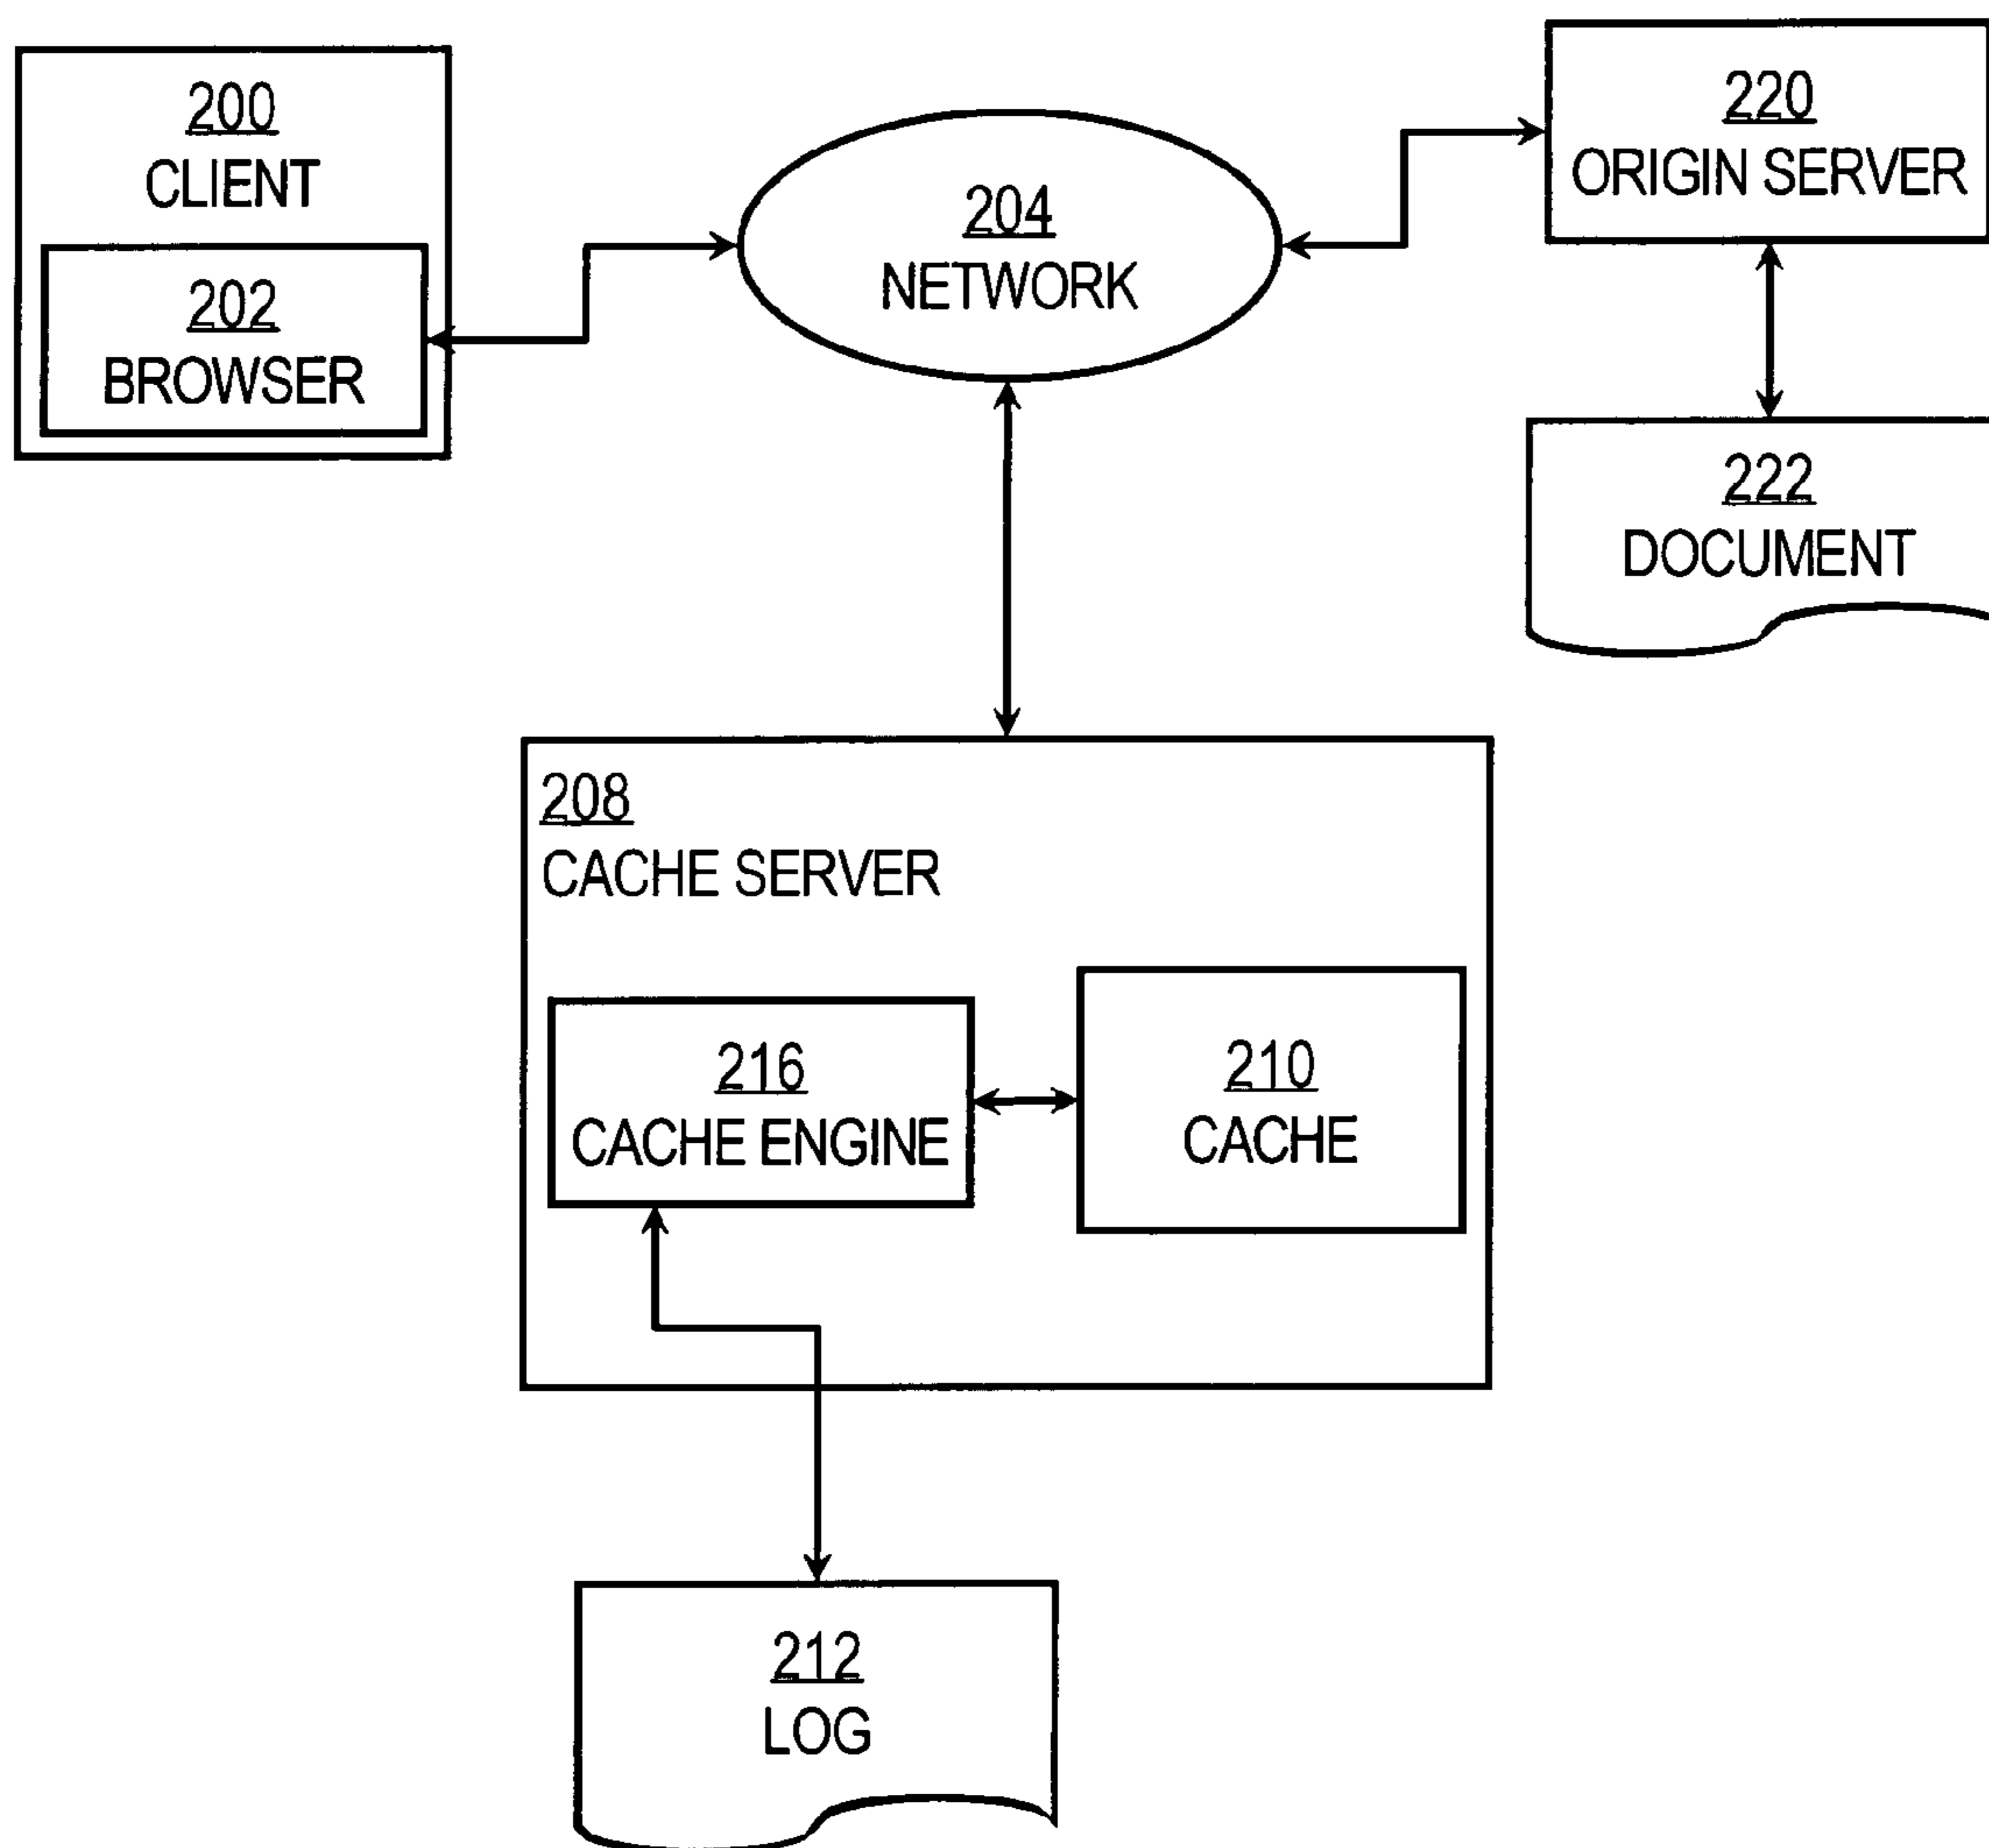 200
CLIENT
202
BROWSER
204
NETWORK
220
ORIGIN SERVER
222
DOCUMENT
208
CACHE SERVER
216
CACHE ENGINE
210
CACHE
212
LOG